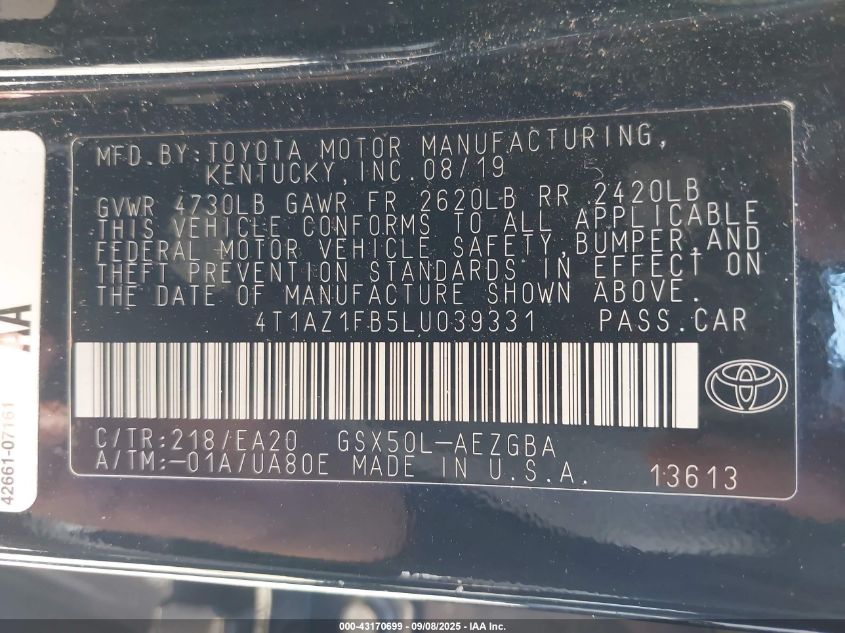 MFD. BY: TOYOTA MOTOR MANUFACTURING,
KENTUCKY, INC. 08/19
GVWR 4730LB GAWR FR 2620LB RR 2420LB
THIS VEHICLE CONFORMS TO ALL APPLICABLE
FEDERAL MOTOR VEHICLE SAFETY, BUMPER, AND
THEFT PREVENTION STANDARDS IN EFFECT ON
THE DATE OF MANUFACTURE SHOWN ABOVE.
4T1AZ1FB5LU039331 PASS. CAR
C/TR: 218/EA20 GSX50L-AEZGBA
A/TM: -01A/UA80E MADE IN U.S.A. 13613
AA
42661-07161
000-43170699 - 09/08/2025 - IAA Inc.